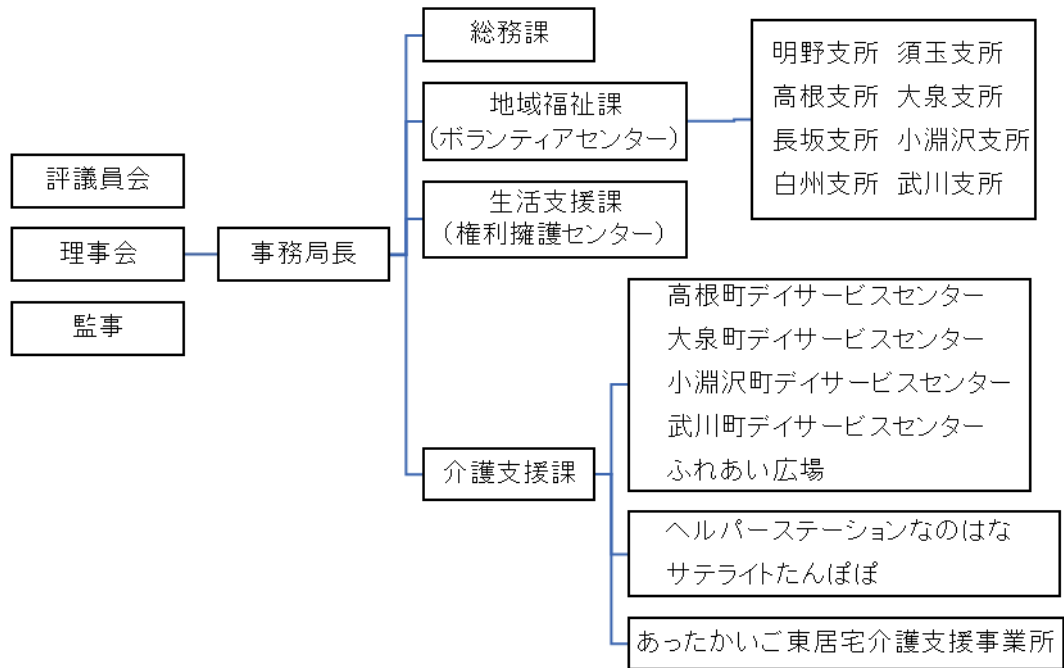 評議員会
理事会
監事
事務局長
総務課
地域福祉課
(ボランティアセンター)
生活支援課
(権利擁護センター)
介護支援課
明野支所 須玉支所
高根支所 大泉支所
長坂支所 小淵沢支所
白州支所 武川支所
高根町デイサービスセンター
大泉町デイサービスセンター
小淵沢町デイサービスセンター
武川町デイサービスセンター
ふれあい広場
ヘルパーステーションなのはな
サテライトたんぽぽ
あったかいご東居宅介護支援事業所